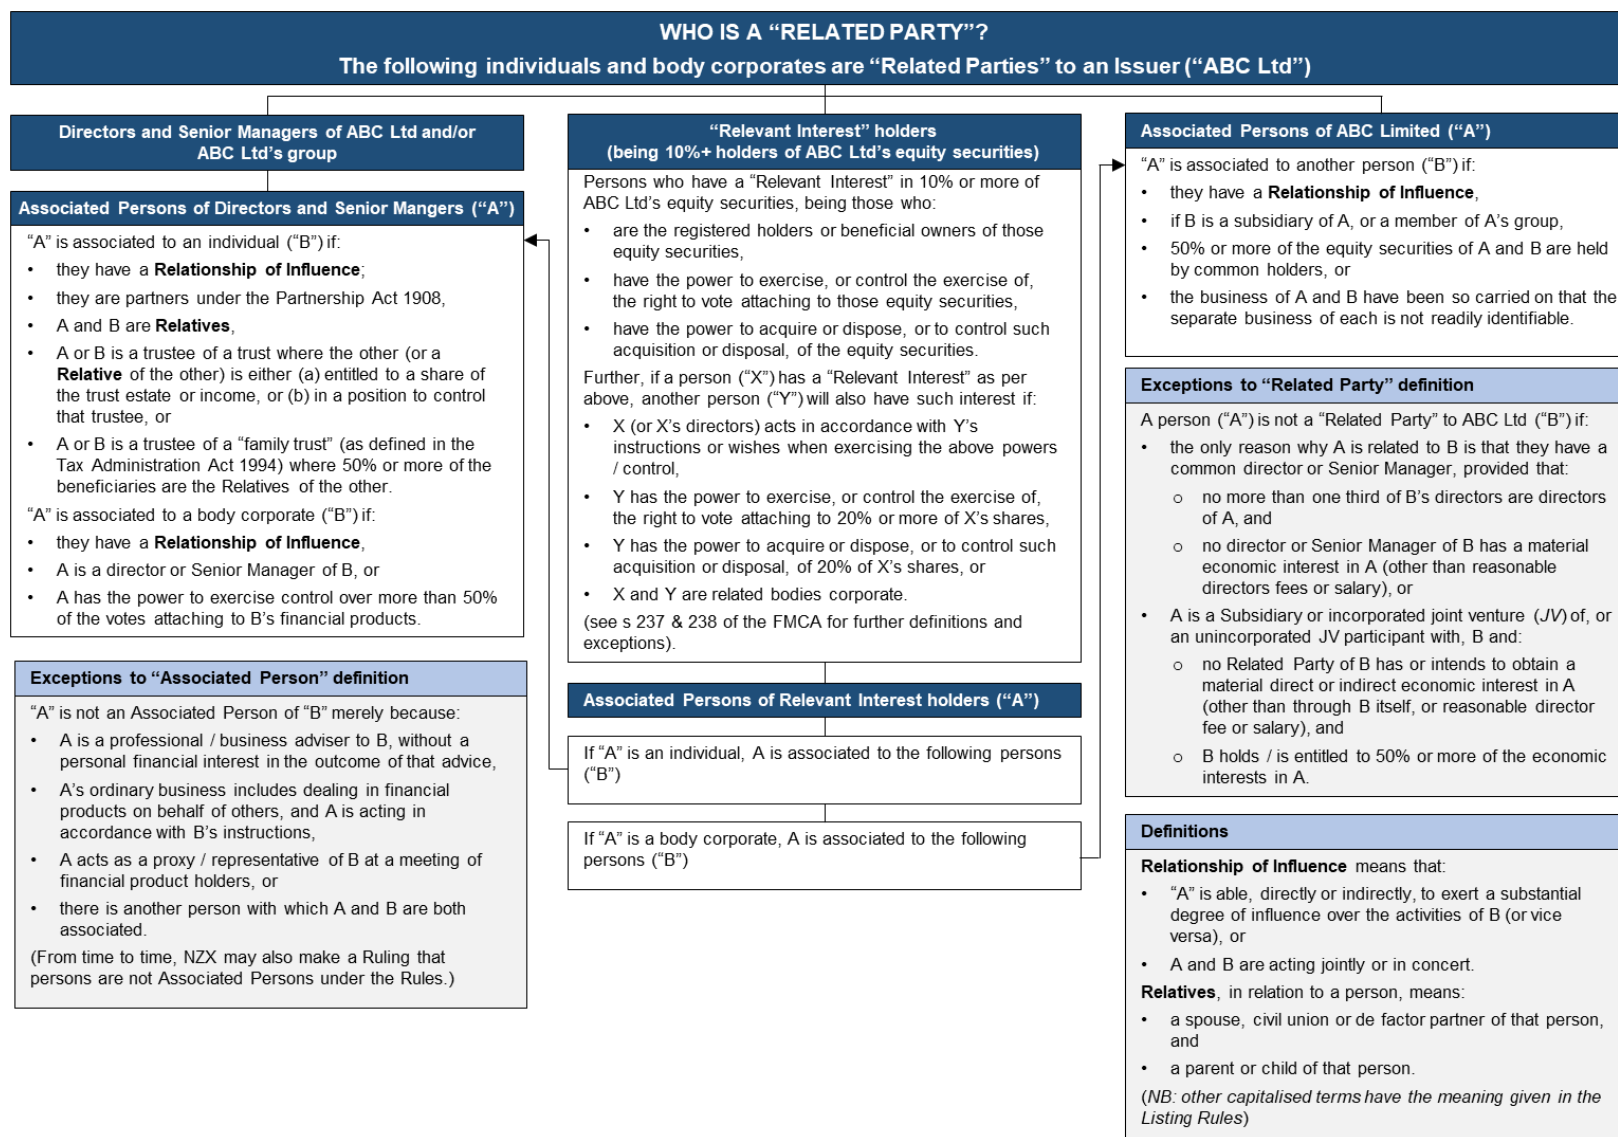 WHO IS A “RELATED PARTY”?
The following individuals and body corporates are “Related Parties” to an Issuer (“ABC Ltd”)
Directors and Senior Managers of ABC Ltd and/or
ABC Ltd’s group
Associated Persons of Directors and Senior Mangers (“A”)
“A” is associated to an individual (“B”) if:
• they have a Relationship of Influence;
• they are partners under the Partnership Act 1908,
• A and B are Relatives,
• A or B is a trustee of a trust where the other (or a
Relative of the other) is either (a) entitled to a share of
the trust estate or income, or (b) in a position to control
that trustee, or
• A or B is a trustee of a “family trust” (as defined in the
Tax Administration Act 1994) where 50% or more of the
beneficiaries are the Relatives of the other.
“A” is associated to a body corporate (“B”) if:
• they have a Relationship of Influence,
• A is a director or Senior Manager of B, or
• A has the power to exercise control over more than 50%
of the votes attaching to B’s financial products.
Exceptions to “Associated Person” definition
“A” is not an Associated Person of “B” merely because:
• A is a professional / business adviser to B, without a
personal financial interest in the outcome of that advice,
• A’s ordinary business includes dealing in financial
products on behalf of others, and A is acting in
accordance with B’s instructions,
• A acts as a proxy / representative of B at a meeting of
financial product holders, or
• there is another person with which A and B are both
associated.
(From time to time, NZX may also make a Ruling that
persons are not Associated Persons under the Rules.)
“Relevant Interest” holders
(being 10%+ holders of ABC Ltd’s equity securities)
Persons who have a “Relevant Interest” in 10% or more of
ABC Ltd’s equity securities, being those who:
• are the registered holders or beneficial owners of those
equity securities,
• have the power to exercise, or control the exercise of,
the right to vote attaching to those equity securities,
• have the power to acquire or dispose, or to control such
acquisition or disposal, of the equity securities.
Further, if a person (“X”) has a “Relevant Interest” as per
above, another person (“Y”) will also have such interest if:
• X (or X’s directors) acts in accordance with Y’s
instructions or wishes when exercising the above powers
/ control,
• Y has the power to exercise, or control the exercise of,
the right to vote attaching to 20% or more of X’s shares,
• Y has the power to acquire or dispose, or to control such
acquisition or disposal, of 20% of X’s shares, or
• X and Y are related bodies corporate.
(see s 237 & 238 of the FMCA for further definitions and
exceptions).
Associated Persons of Relevant Interest holders (“A”)
If “A” is an individual, A is associated to the following persons
(“B”)
If “A” is a body corporate, A is associated to the following
persons (“B”)
Associated Persons of ABC Limited (“A”)
“A” is associated to another person (“B”) if:
• they have a Relationship of Influence,
• if B is a subsidiary of A, or a member of A’s group,
• 50% or more of the equity securities of A and B are held
by common holders, or
• the business of A and B have been so carried on that the
separate business of each is not readily identifiable.
Exceptions to “Related Party” definition
A person (“A”) is not a “Related Party” to ABC Ltd (“B”) if:
• the only reason why A is related to B is that they have a
common director or Senior Manager, provided that:
o no more than one third of B’s directors are directors
of A, and
o no director or Senior Manager of B has a material
economic interest in A (other than reasonable
directors fees or salary), or
• A is a Subsidiary or incorporated joint venture (JV) of, or
an unincorporated JV participant with, B and:
o no Related Party of B has or intends to obtain a
material direct or indirect economic interest in A
(other than through B itself, or reasonable director
fee or salary), and
o B holds / is entitled to 50% or more of the economic
interests in A.
Definitions
Relationship of Influence means that:
• “A” is able, directly or indirectly, to exert a substantial
degree of influence over the activities of B (or vice
versa), or
• A and B are acting jointly or in concert.
Relatives, in relation to a person, means:
• a spouse, civil union or de factor partner of that person,
and
• a parent or child of that person.
(NB: other capitalised terms have the meaning given in the
Listing Rules)